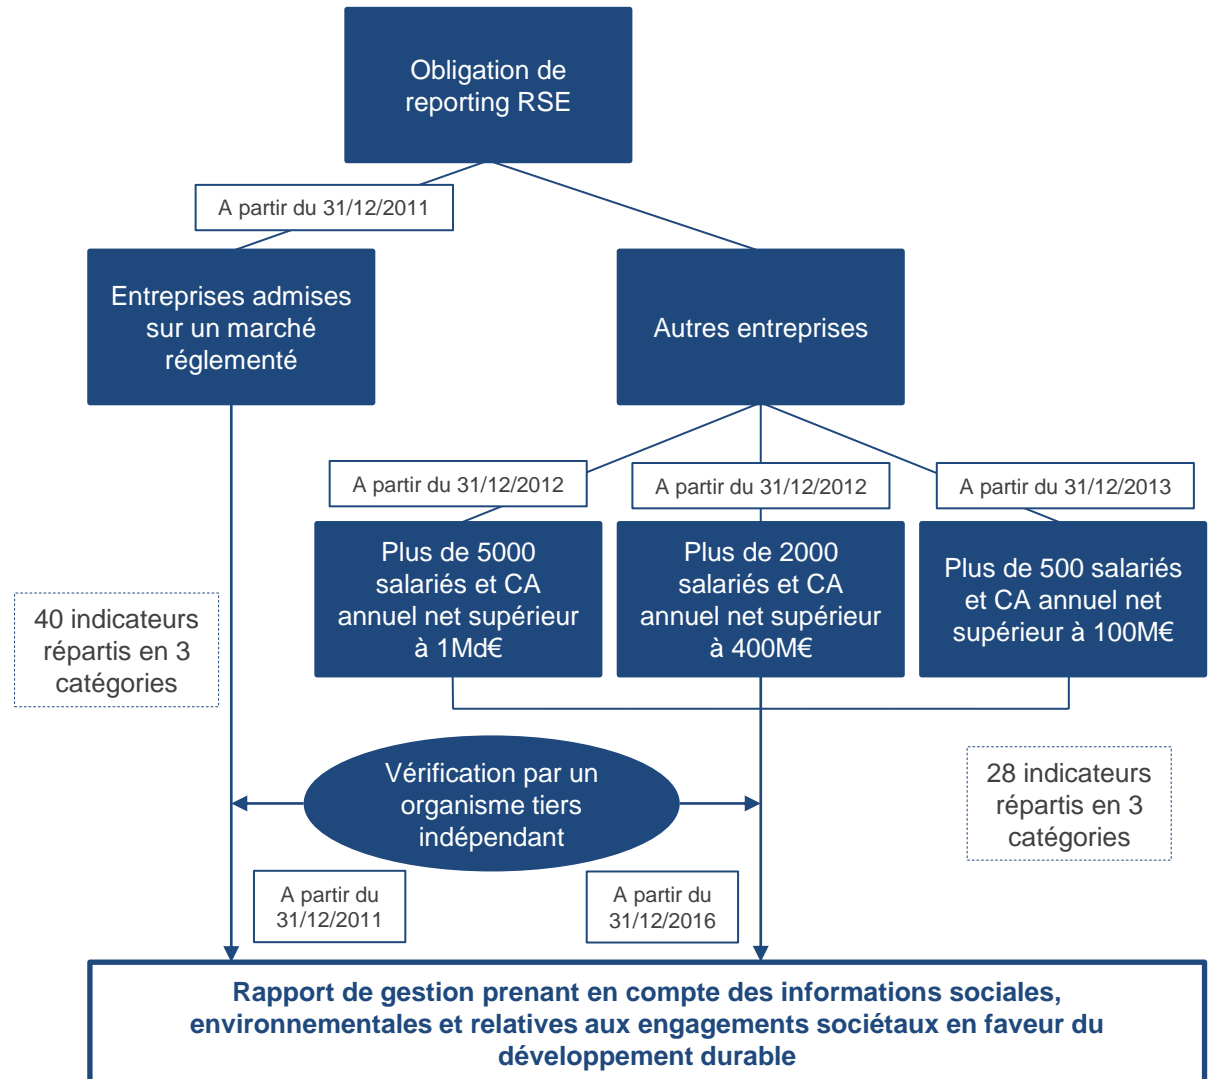 Obligation de
reporting RSE
A partir du 31/12/2011
Entreprises admises
sur un marché
réglementé
Autres entreprises
A partir du 31/12/2012
A partir du 31/12/2012
A partir du 31/12/2013
Plus de 5000
salariés et CA
annuel net supérieur
à 1Md€
Plus de 2000
salariés et CA
annuel net supérieur
à 400M€
Plus de 500 salariés
et CA annuel net
supérieur à 100M€
40 indicateurs
répartis en 3
catégories
Vérification par un
organisme tiers
indépendant
28 indicateurs
répartis en 3
catégories
A partir du
31/12/2011
A partir du
31/12/2016
Rapport de gestion prenant en compte des informations sociales,
environnementales et relatives aux engagements sociétaux en faveur du
développement durable